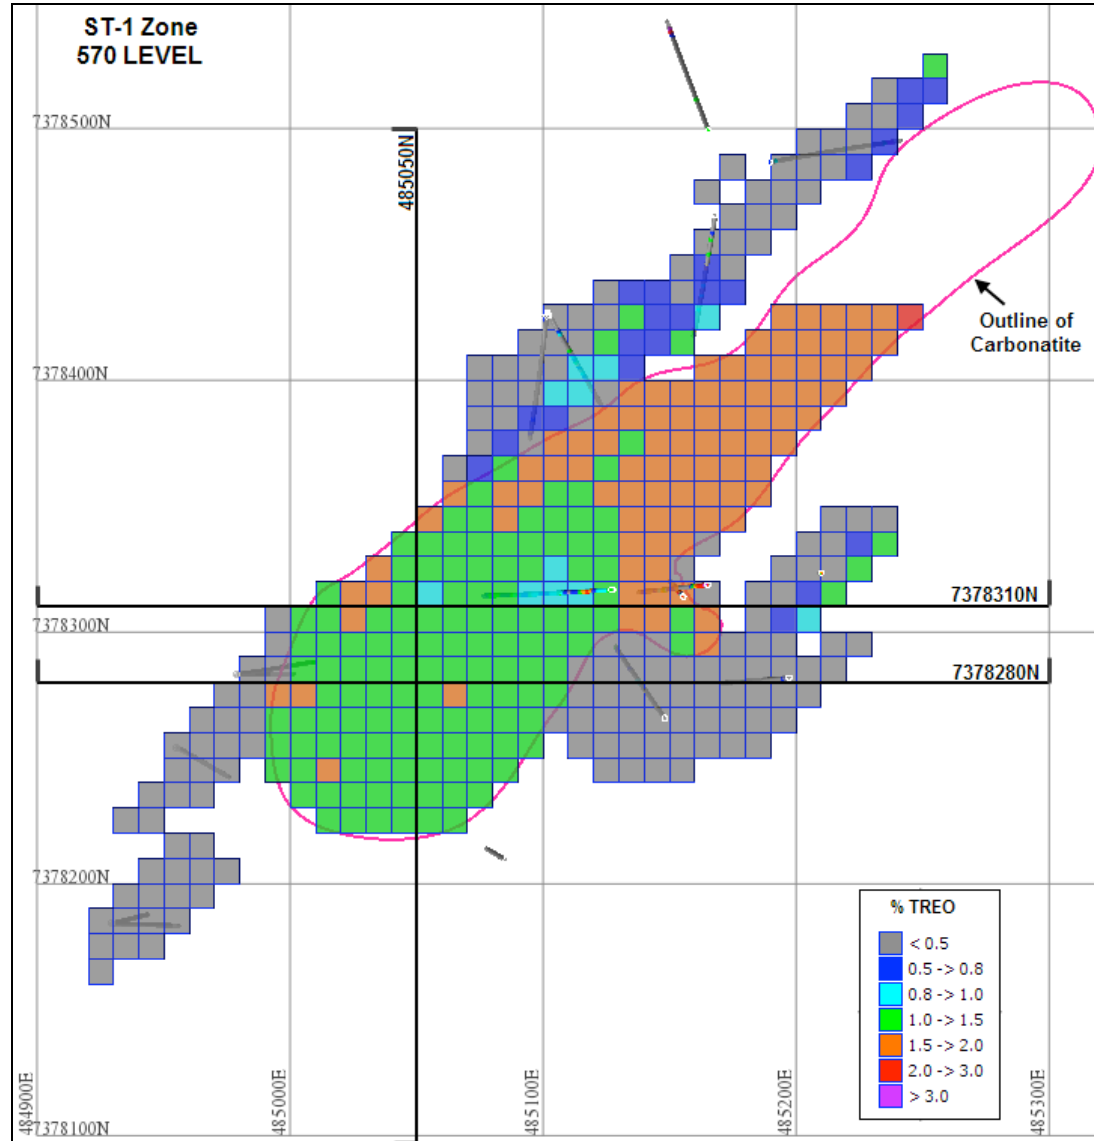 ST-1 Zone
570 LEVEL
7378500N
485050N
Outline of
Carbonatite
7378400N
7378310N
7378300N
7378280N
7378200N
% TREO
< 0.5
0.5 -> 0.8
0.8 -> 1.0
1.0 -> 1.5
1.5 -> 2.0
2.0 -> 3.0
> 3.0
484900E
485000E
485100E
485200E
485300E
7378100N